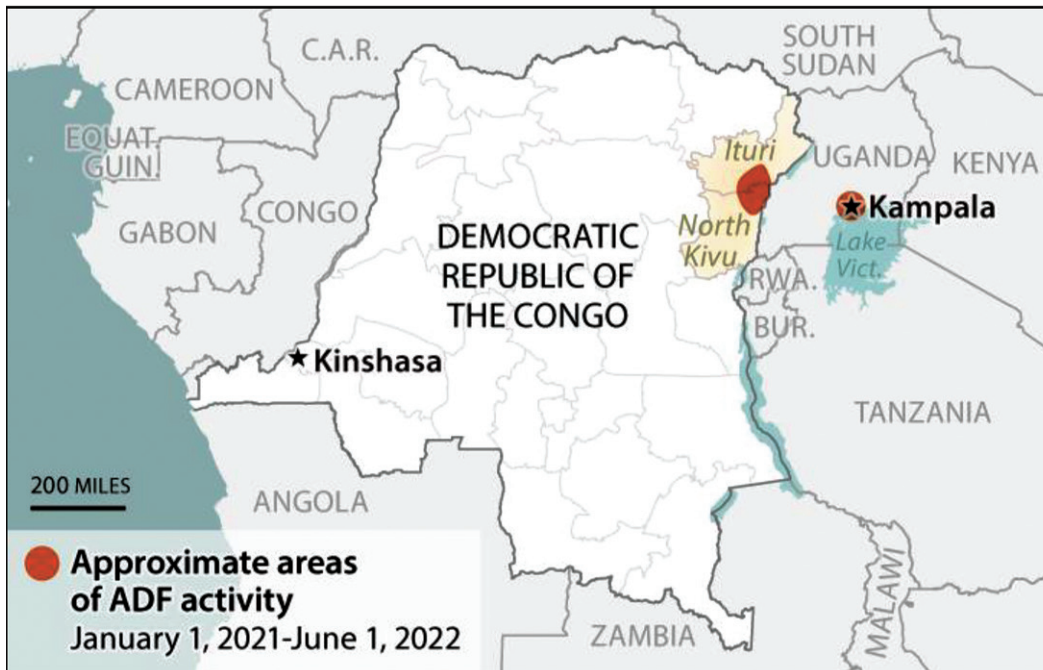 C.A.R.
SOUTH
SUDAN
CAMEROON
EQUAT.
GUIN.
Ituri
UGANDA
KENYA
CONGO
GABON
Kampala
DEMOCRATIC
REPUBLIC OF
THE CONGO
North
Kivu
Lake
Vict.
RWA.
BUR.
Kinshasa
TANZANIA
200 MILES
ANGOLA
Approximate areas
of ADF activity
January 1, 2021-June 1, 2022
ZAMBIA
MALAWI